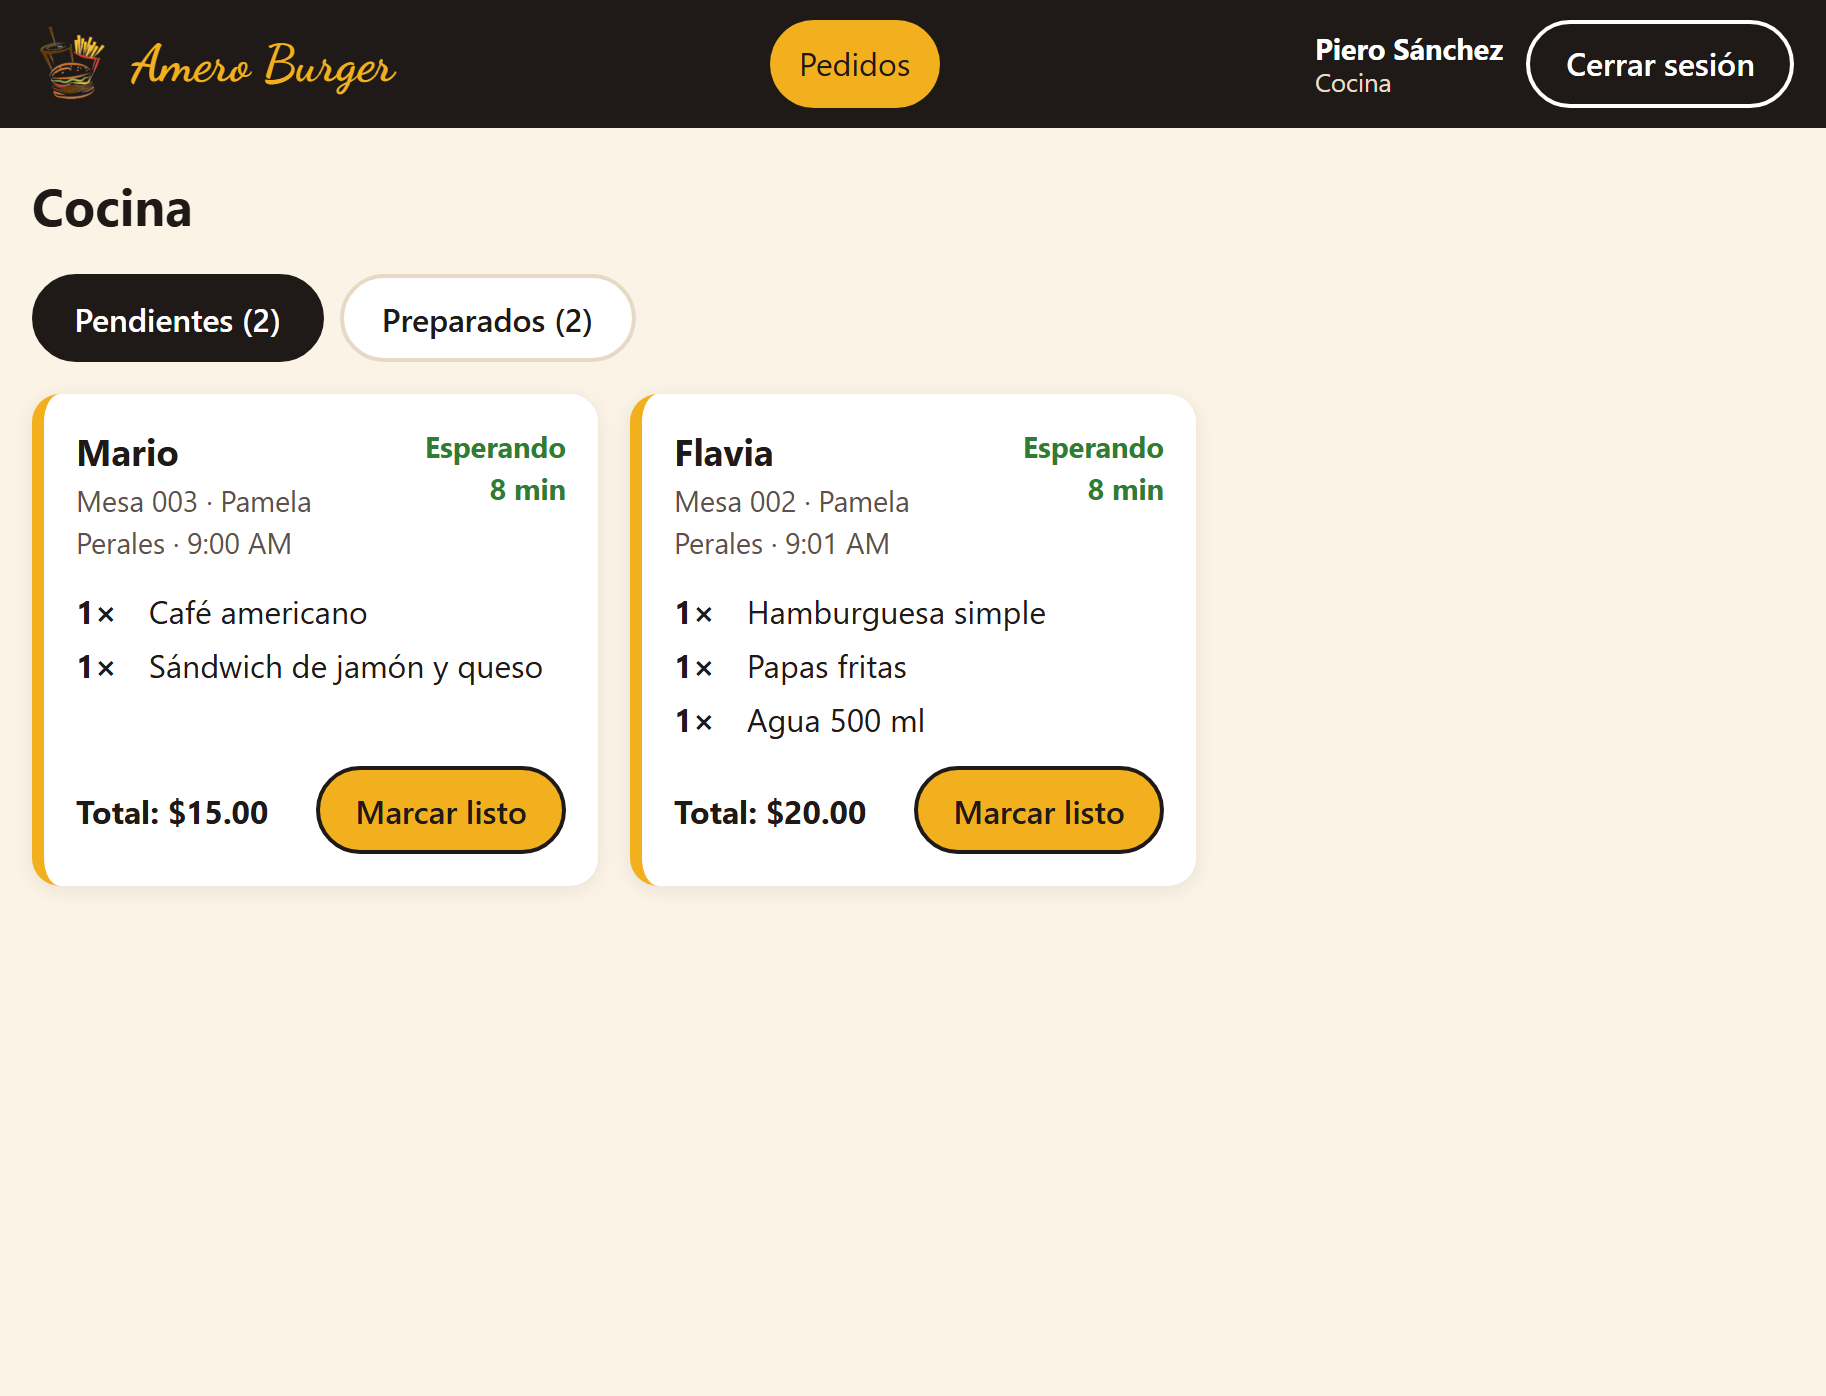 Amero Burger
Pedidos
Piero Sánchez
Cocina
Cerrar sesión
Cocina
Pendientes (2)
Preparados (2)
Mario
Esperando
8 min
Mesa 003 · Pamela
Perales · 9:00 AM
1× Café americano
1× Sándwich de jamón y queso
Total: $15.00
Marcar listo
Flavia
Esperando
8 min
Mesa 002 · Pamela
Perales · 9:01 AM
1× Hamburguesa simple
1× Papas fritas
1× Agua 500 ml
Total: $20.00
Marcar listo